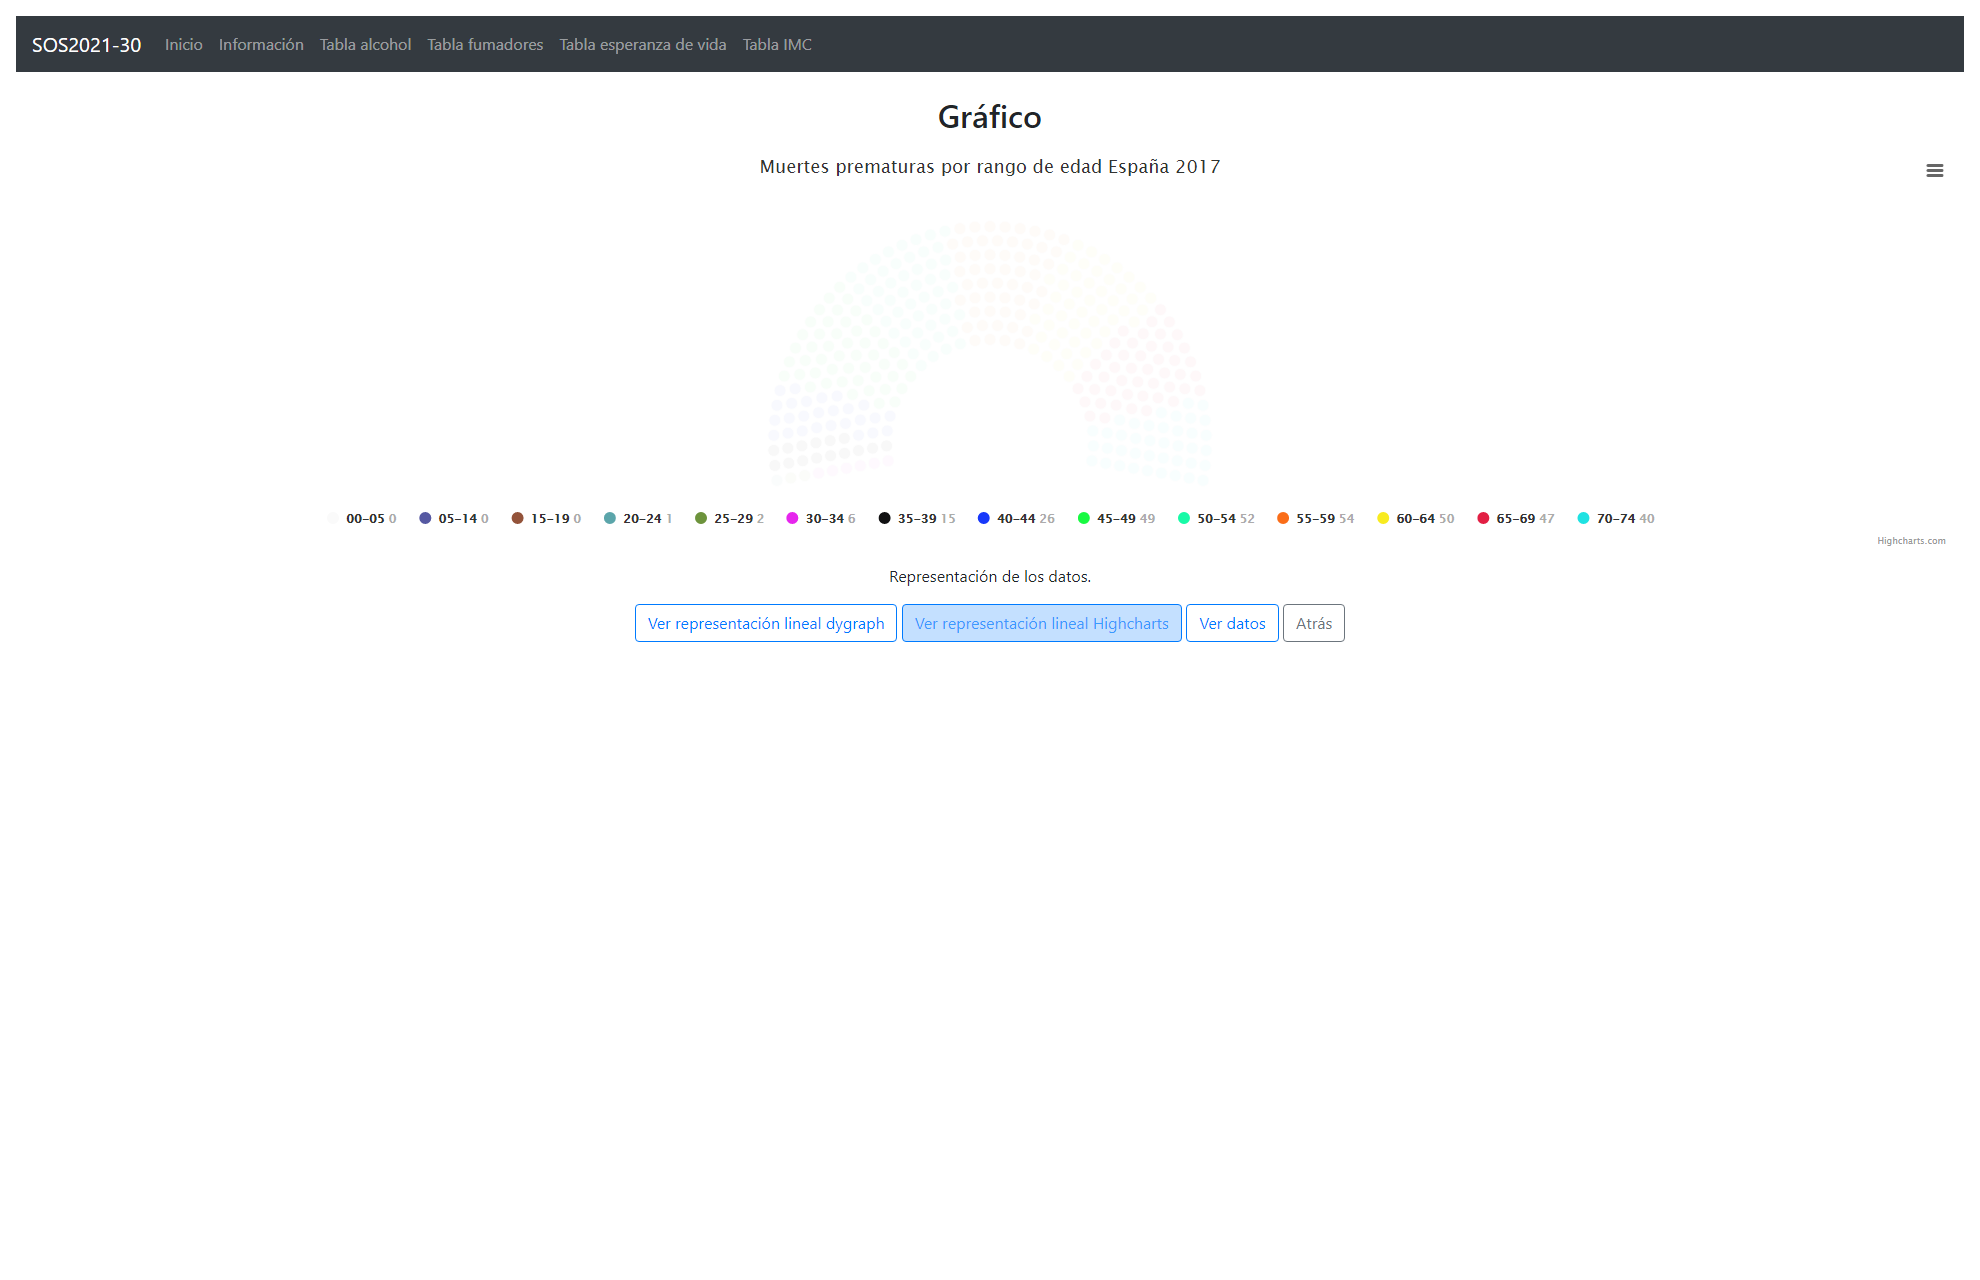 SOS2021-30 Inicio Información Tabla alcohol Tabla fumadores Tabla esperanza de vida Tabla IMC
Gráfico
Muertes prematuras por rango de edad España 2017
00-05 0 05-14 0 15-19 0 20-24 1 25-29 2 30-34 6 35-39 15 40-44 26 45-49 49 50-54 52 55-59 54 60-64 50 65-69 47 70-74 40
Highcharts.com
Representación de los datos.
Ver representación lineal dygraph Ver representación lineal Highcharts Ver datos Atrás